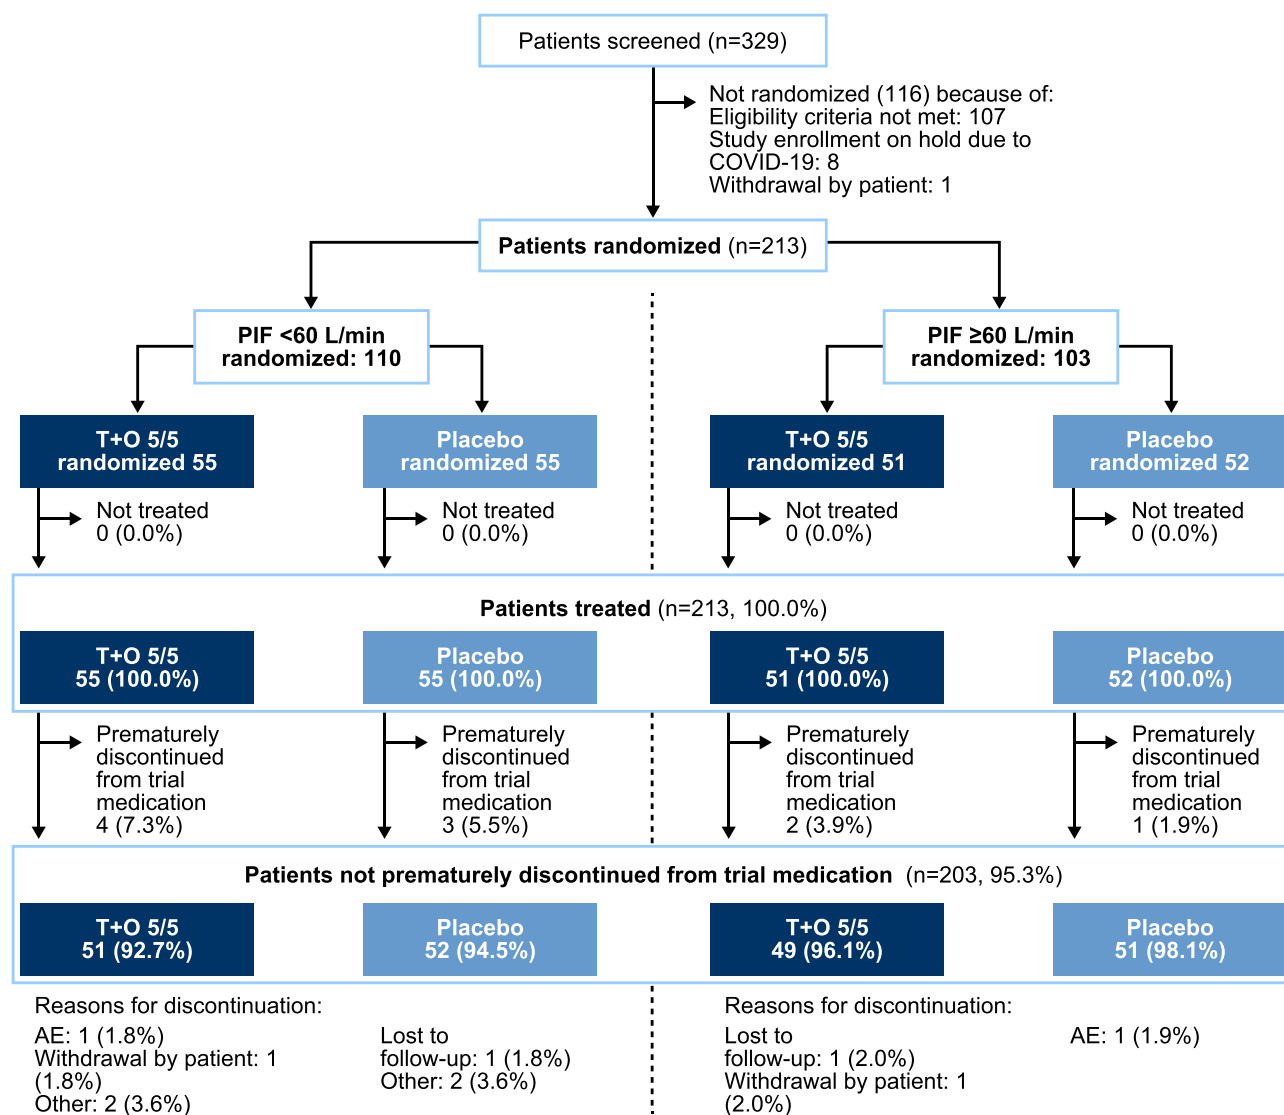 Patients screened (n=329)
Not randomized (116) because of:
Eligibility criteria not met: 107
Study enrollment on hold due to
COVID-19: 8
Withdrawal by patient: 1
Patients randomized (n=213)
PIF <60 L/min
randomized: 110
PIF ≥60 L/min
randomized: 103
T+O 5/5
randomized 55
Placebo
randomized 55
T+O 5/5
randomized 51
Placebo
randomized 52
Not treated
0 (0.0%)
Not treated
0 (0.0%)
Not treated
0 (0.0%)
Not treated
0 (0.0%)
Patients treated (n=213, 100.0%)
T+O 5/5
55 (100.0%)
Placebo
55 (100.0%)
T+O 5/5
51 (100.0%)
Placebo
52 (100.0%)
Prematurely
discontinued
from trial
medication
4 (7.3%)
Prematurely
discontinued
from trial
medication
3 (5.5%)
Prematurely
discontinued
from trial
medication
2 (3.9%)
Prematurely
discontinued
from trial
medication
1 (1.9%)
Patients not prematurely discontinued from trial medication (n=203, 95.3%)
T+O 5/5
51 (92.7%)
Placebo
52 (94.5%)
T+O 5/5
49 (96.1%)
Placebo
51 (98.1%)
Reasons for discontinuation:
AE: 1 (1.8%)
Withdrawal by patient: 1
(1.8%)
Other: 2 (3.6%)
Lost to
follow-up: 1 (1.8%)
Other: 2 (3.6%)
Reasons for discontinuation:
Lost to
follow-up: 1 (2.0%)
Withdrawal by patient: 1
(2.0%)
AE: 1 (1.9%)